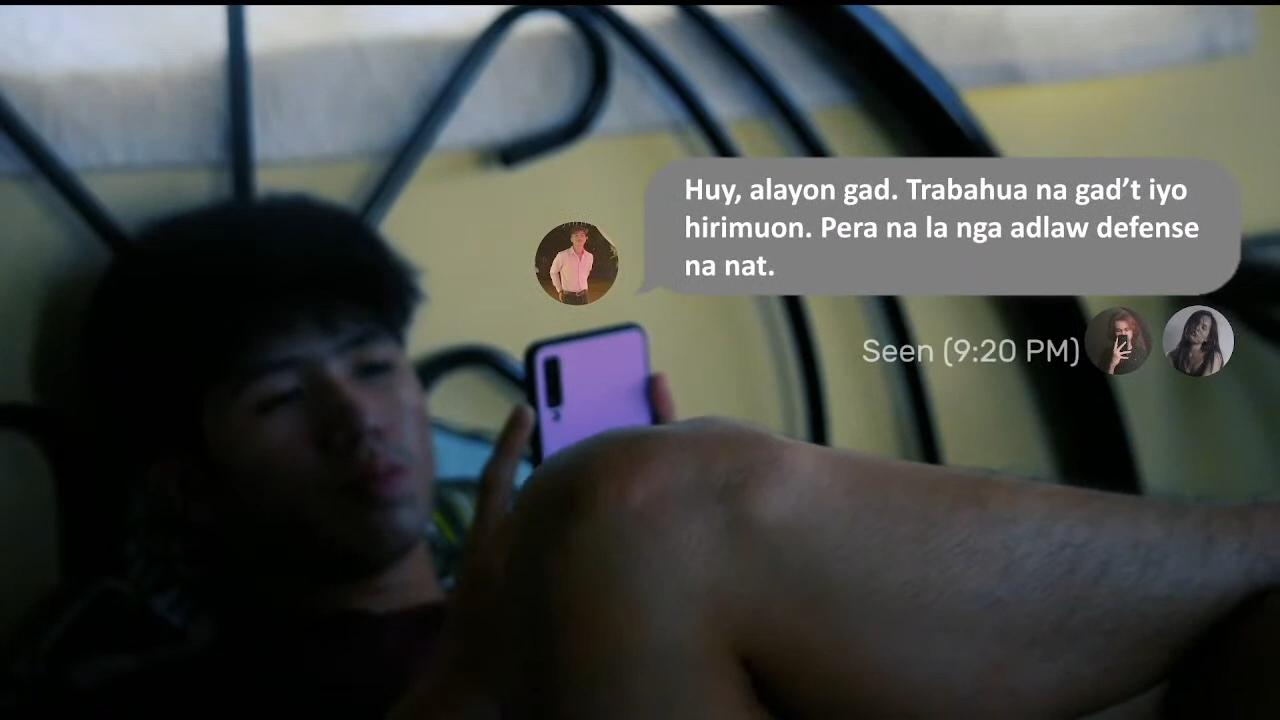 Huy, alayon gad. Trabahua na gad’t iyo
hirimuon. Pera na la nga adlaw defense
na nat.
Seen (9:20 PM)